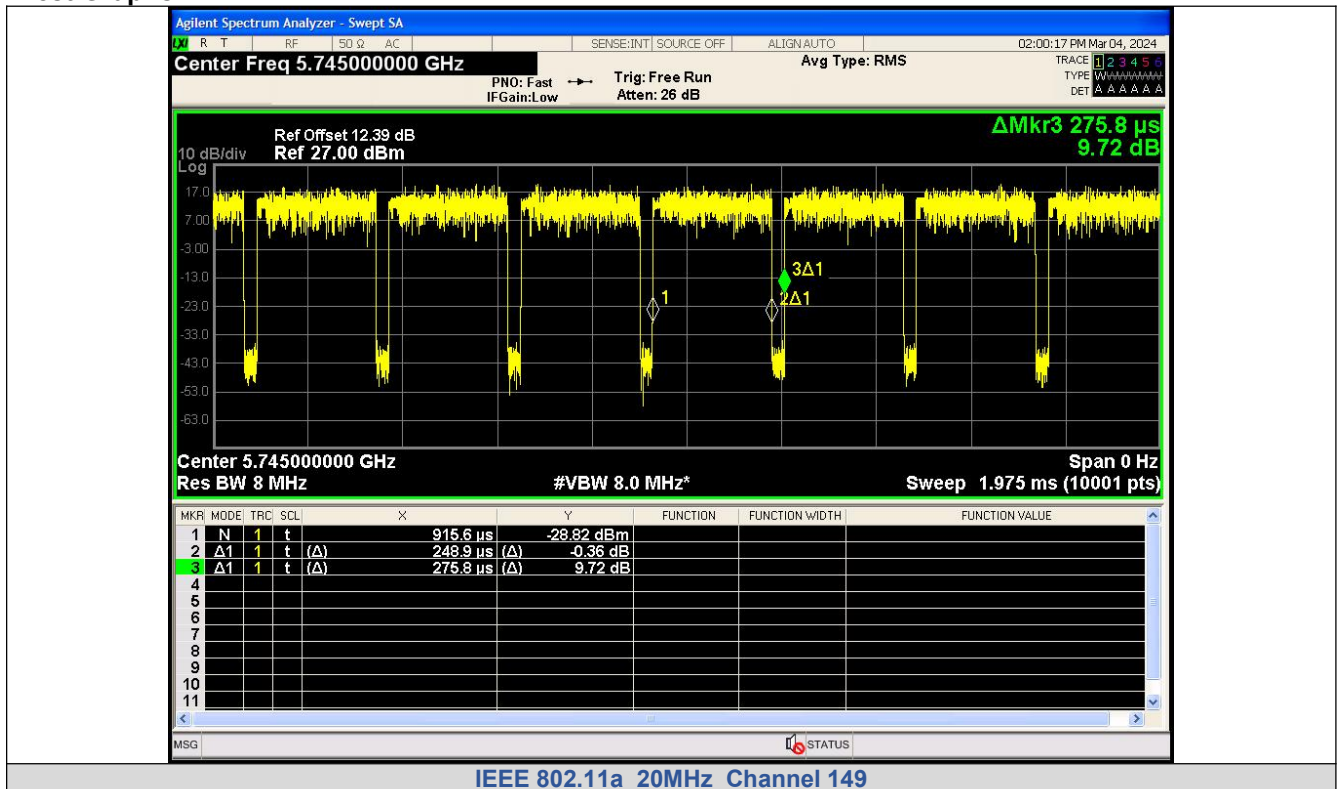 Agilent Spectrum Analyzer - Swept SA
LXI R T RF 50 Ω AC SENSE:INT SOURCE OFF ALIGN AUTO 02:00:17 PM Mar 04, 2024
Center Freq 5.745000000 GHz Avg Type: RMS TRACE 1 2 3 4 5 6
PNO: Fast Trig: Free Run TYPE
IFGain:Low Atten: 26 dB DET A A A A A A
ΔMkr3 275.8 µs
Ref Offset 12.39 dB
10 dB/div Ref 27.00 dBm 9.72 dB
Log
17.0
7.00
-3.00
3Δ1
-13.0
1 2Δ1
-23.0
-33.0
-43.0
-53.0
-63.0
Center 5.745000000 GHz Span 0 Hz
Res BW 8 MHz #VBW 8.0 MHz* Sweep 1.975 ms (10001 pts)
MKR MODE TRC SCL X Y FUNCTION FUNCTION WIDTH FUNCTION VALUE
1 N 1 t 915.6 µs -28.82 dBm
2 Δ1 1 t (Δ) 248.9 µs (Δ) -0.36 dB
3 Δ1 1 t (Δ) 275.8 µs (Δ) 9.72 dB
4
5
6
7
8
9
10
11
MSG STATUS
IEEE 802.11a 20MHz Channel 149